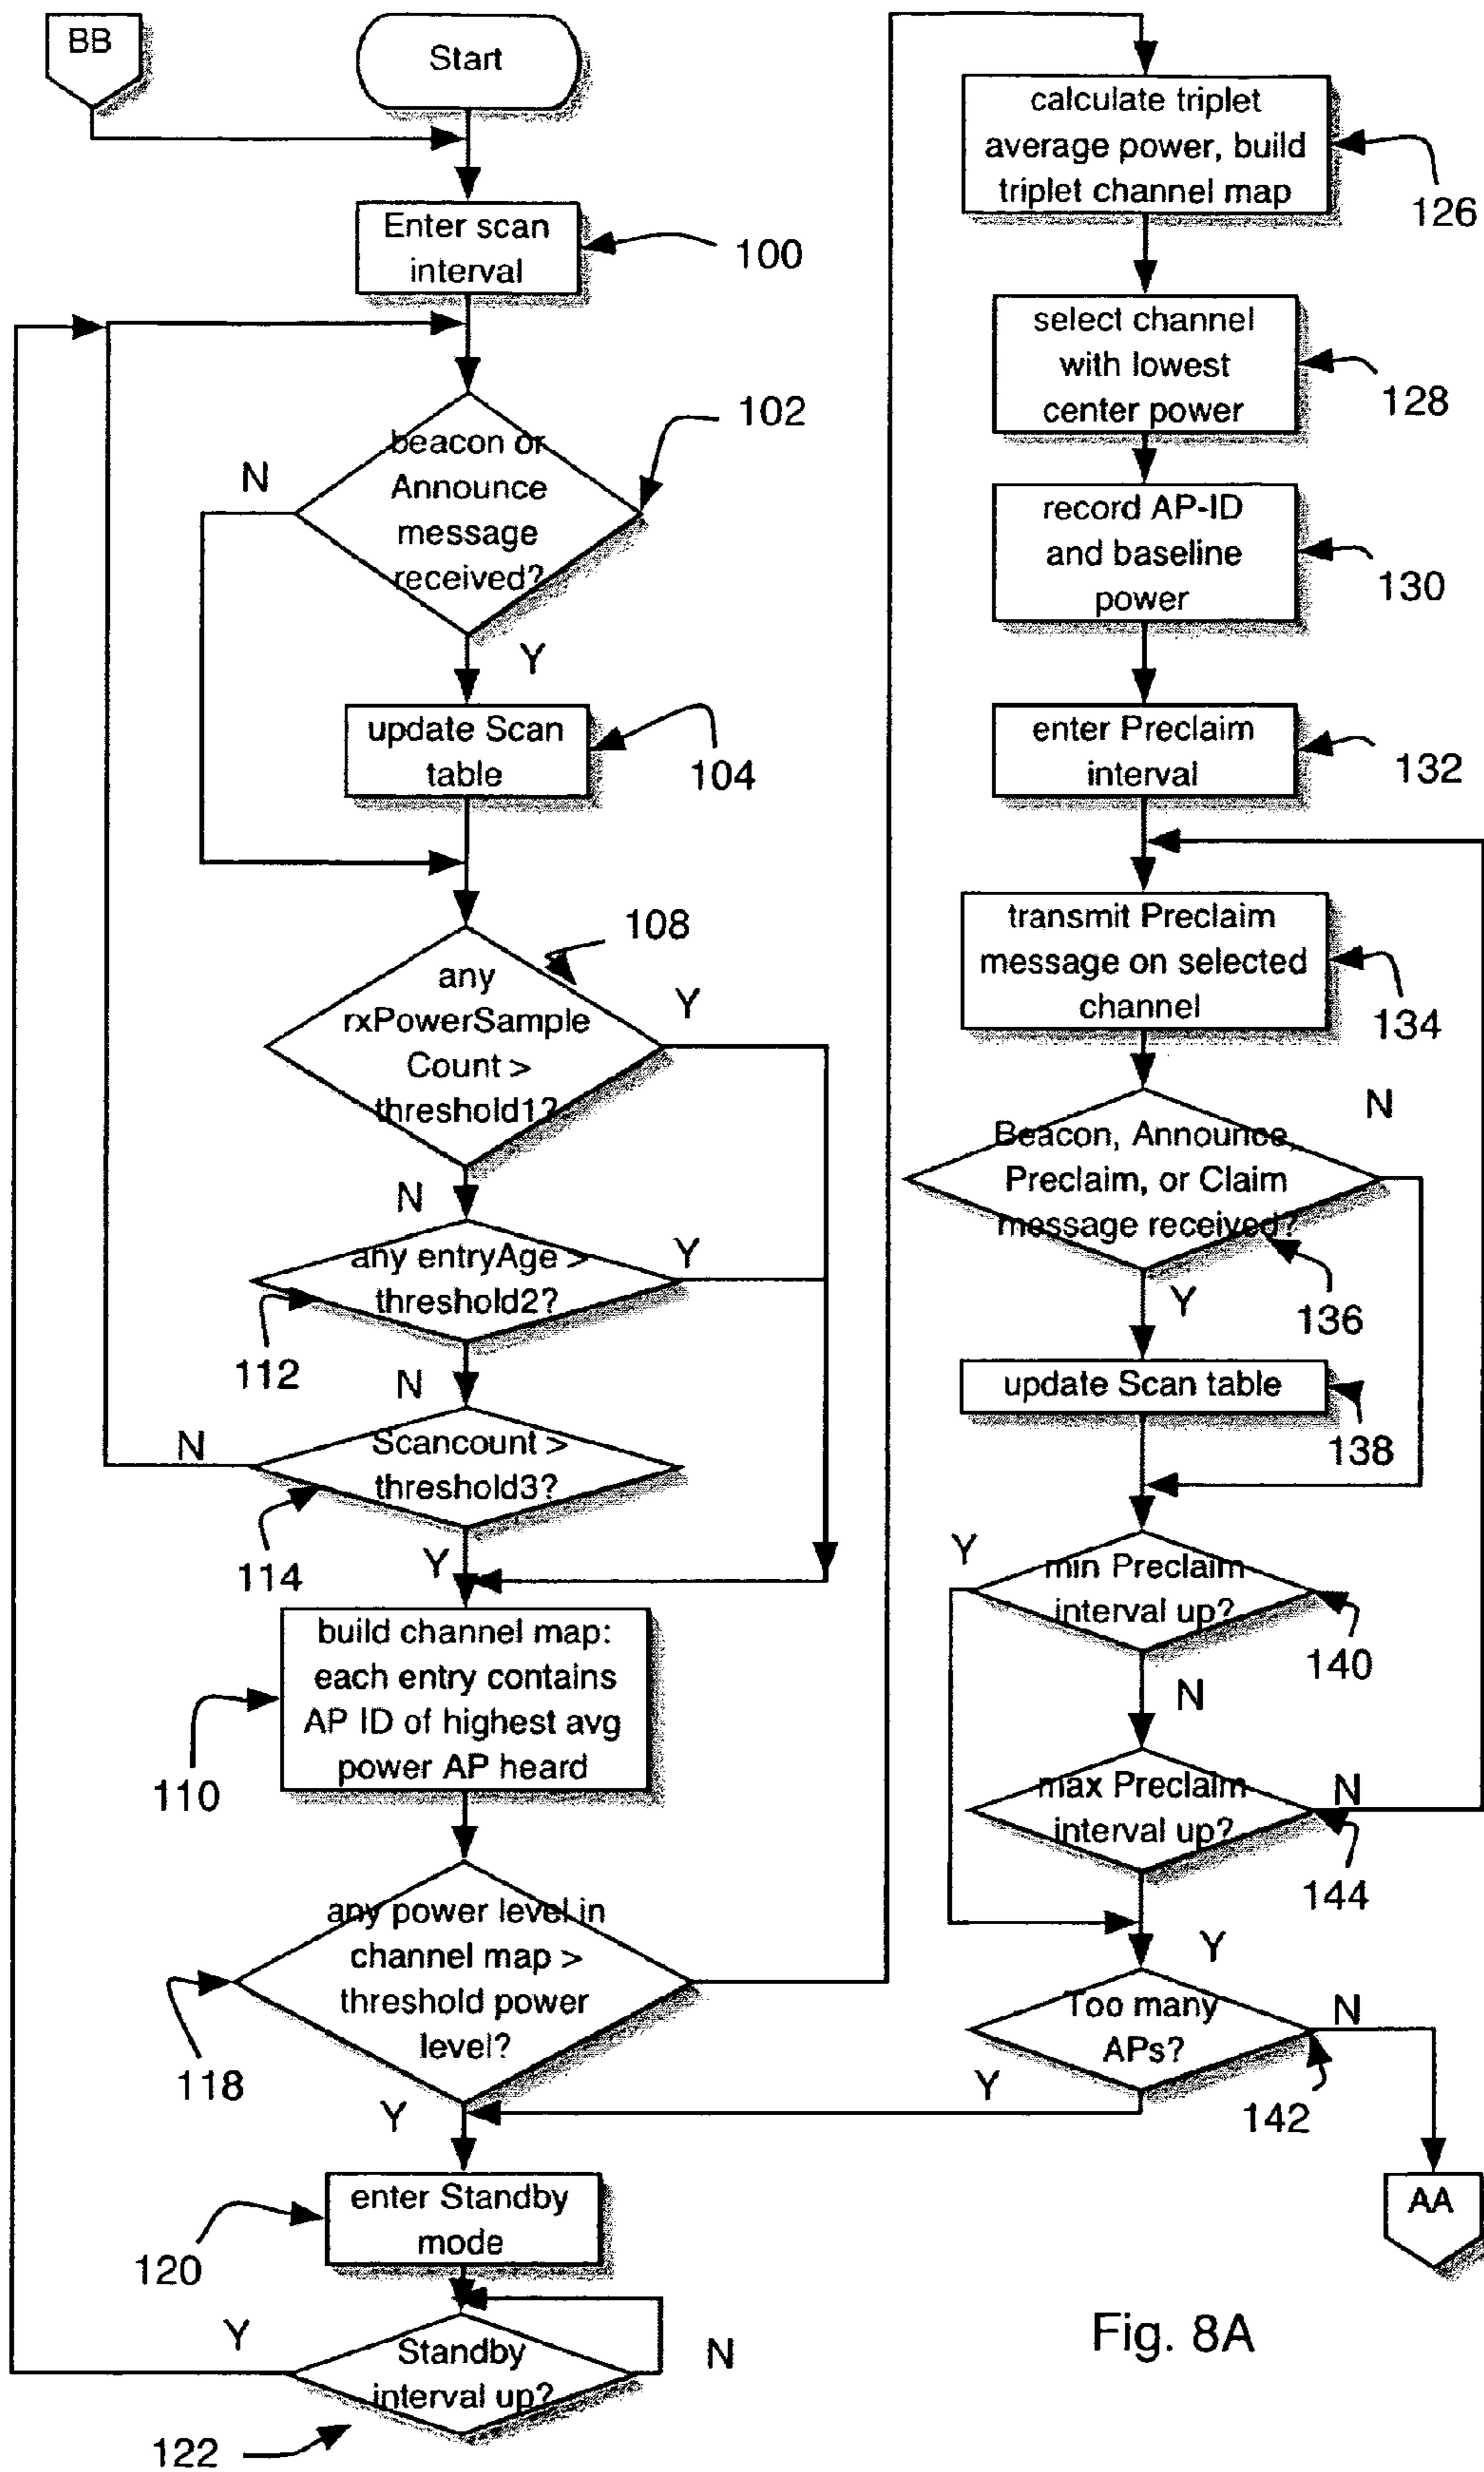 BB
Start
Enter scan
interval
100
beacon or
Announce
message
received?
102
N
Y
update Scan
table
104
any
rxPowerSample
Count >
threshold1?
108
Y
N
any entryAge >
threshold2?
Y
112
N
Scancount >
threshold3?
N
114
Y
build channel map:
each entry contains
AP ID of highest avg
power AP heard
110
any power level in
channel map >
threshold power
level?
118
Y
enter Standby
mode
120
Standby
interval up?
Y
N
122
calculate triplet
average power, build
triplet channel map
126
select channel
with lowest
center power
128
record AP-ID
and baseline
power
130
enter Preclaim
interval
132
transmit Preclaim
message on selected
channel
134
Beacon, Announce,
Preclaim, or Claim
message received?
N
136
Y
update Scan table
138
min Preclaim
interval up?
Y
140
N
max Preclaim
interval up?
N
144
Y
Too many
APs?
N
Y
142
AA
Fig. 8A